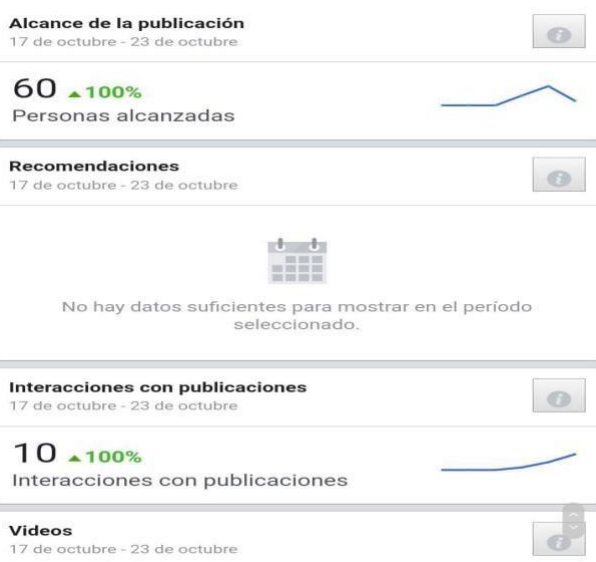 Alcance de la publicación
17 de octubre - 23 de octubre
60 ▲100%
Personas alcanzadas
Recomendaciones
17 de octubre - 23 de octubre
No hay datos suficientes para mostrar en el período
seleccionado.
Interacciones con publicaciones
17 de octubre - 23 de octubre
10 ▲100%
Interacciones con publicaciones
Videos
17 de octubre - 23 de octubre